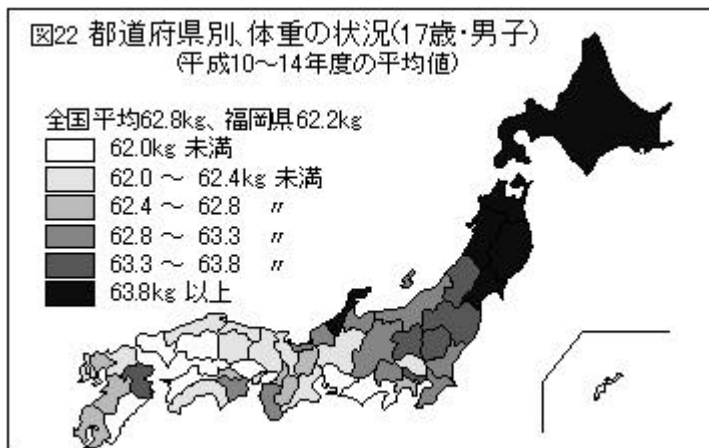 図22 都道府県別、体重の状況(17歳・男子)
(平成10～14年度の平均値)
全国平均62.8kg、福岡県62.2kg
62.0kg 未満
62.0 ～ 62.4kg 未満
62.4 ～ 62.8 〃
62.8 ～ 63.3 〃
63.3 ～ 63.8 〃
63.8kg 以上